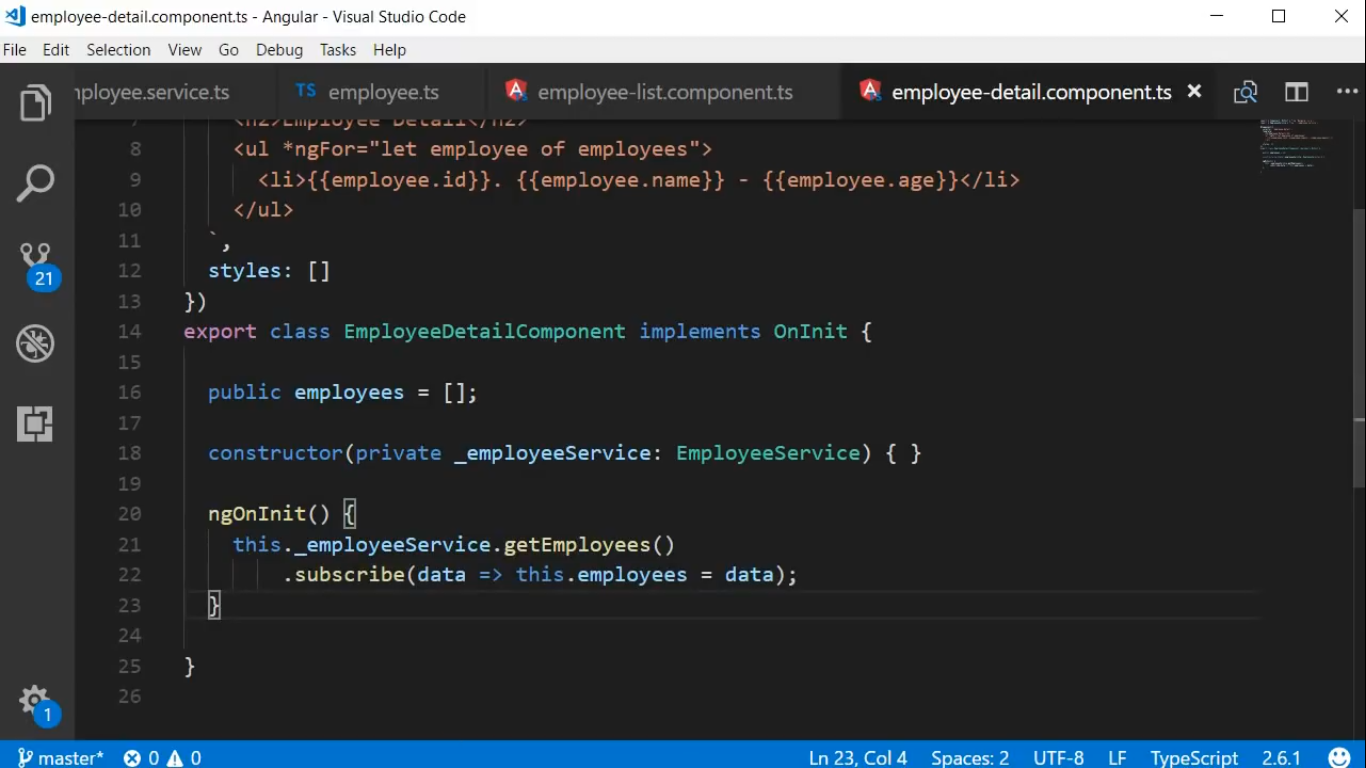 employee-detail.component.ts - Angular - Visual Studio Code
File Edit Selection View Go Debug Tasks Help
mployee.service.ts TS employee.ts employee-list.component.ts employee-detail.component.ts
7 <h2>Employee Detail</h2>
8 <ul *ngFor="let employee of employees">
9 <li>{{employee.id}}. {{employee.name}} - {{employee.age}}</li>
10 </ul>
11 `,
12 styles: []
13 })
14 export class EmployeeDetailComponent implements OnInit {
15
16 public employees = [];
17
18 constructor(private _employeeService: EmployeeService) { }
19
20 ngOnInit() {
21 this._employeeService.getEmployees()
22 .subscribe(data => this.employees = data);
23 }
24
25 }
26
21
1
master* 0 0 Ln 23, Col 4 Spaces: 2 UTF-8 LF TypeScript 2.6.1